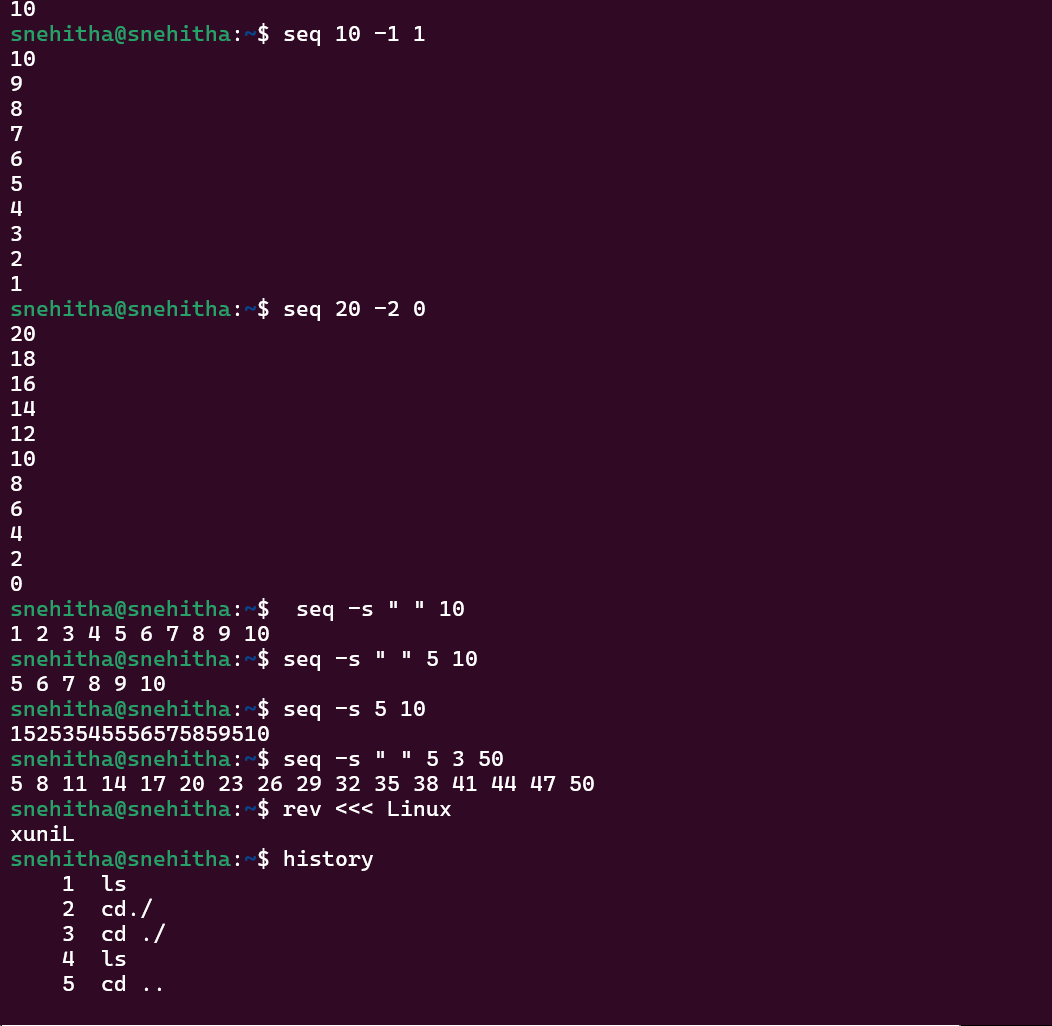 10
snehitha@snehitha:~$ seq 10 -1 1
10
9
8
7
6
5
4
3
2
1
snehitha@snehitha:~$ seq 20 -2 0
20
18
16
14
12
10
8
6
4
2
0
snehitha@snehitha:~$  seq -s " " 10
1 2 3 4 5 6 7 8 9 10
snehitha@snehitha:~$ seq -s " " 5 10
5 6 7 8 9 10
snehitha@snehitha:~$ seq -s 5 10
15253545556575859510
snehitha@snehitha:~$ seq -s " " 5 3 50
5 8 11 14 17 20 23 26 29 32 35 38 41 44 47 50
snehitha@snehitha:~$ rev <<< Linux
xuniL
snehitha@snehitha:~$ history
    1  ls
    2  cd./
    3  cd ./
    4  ls
    5  cd ..